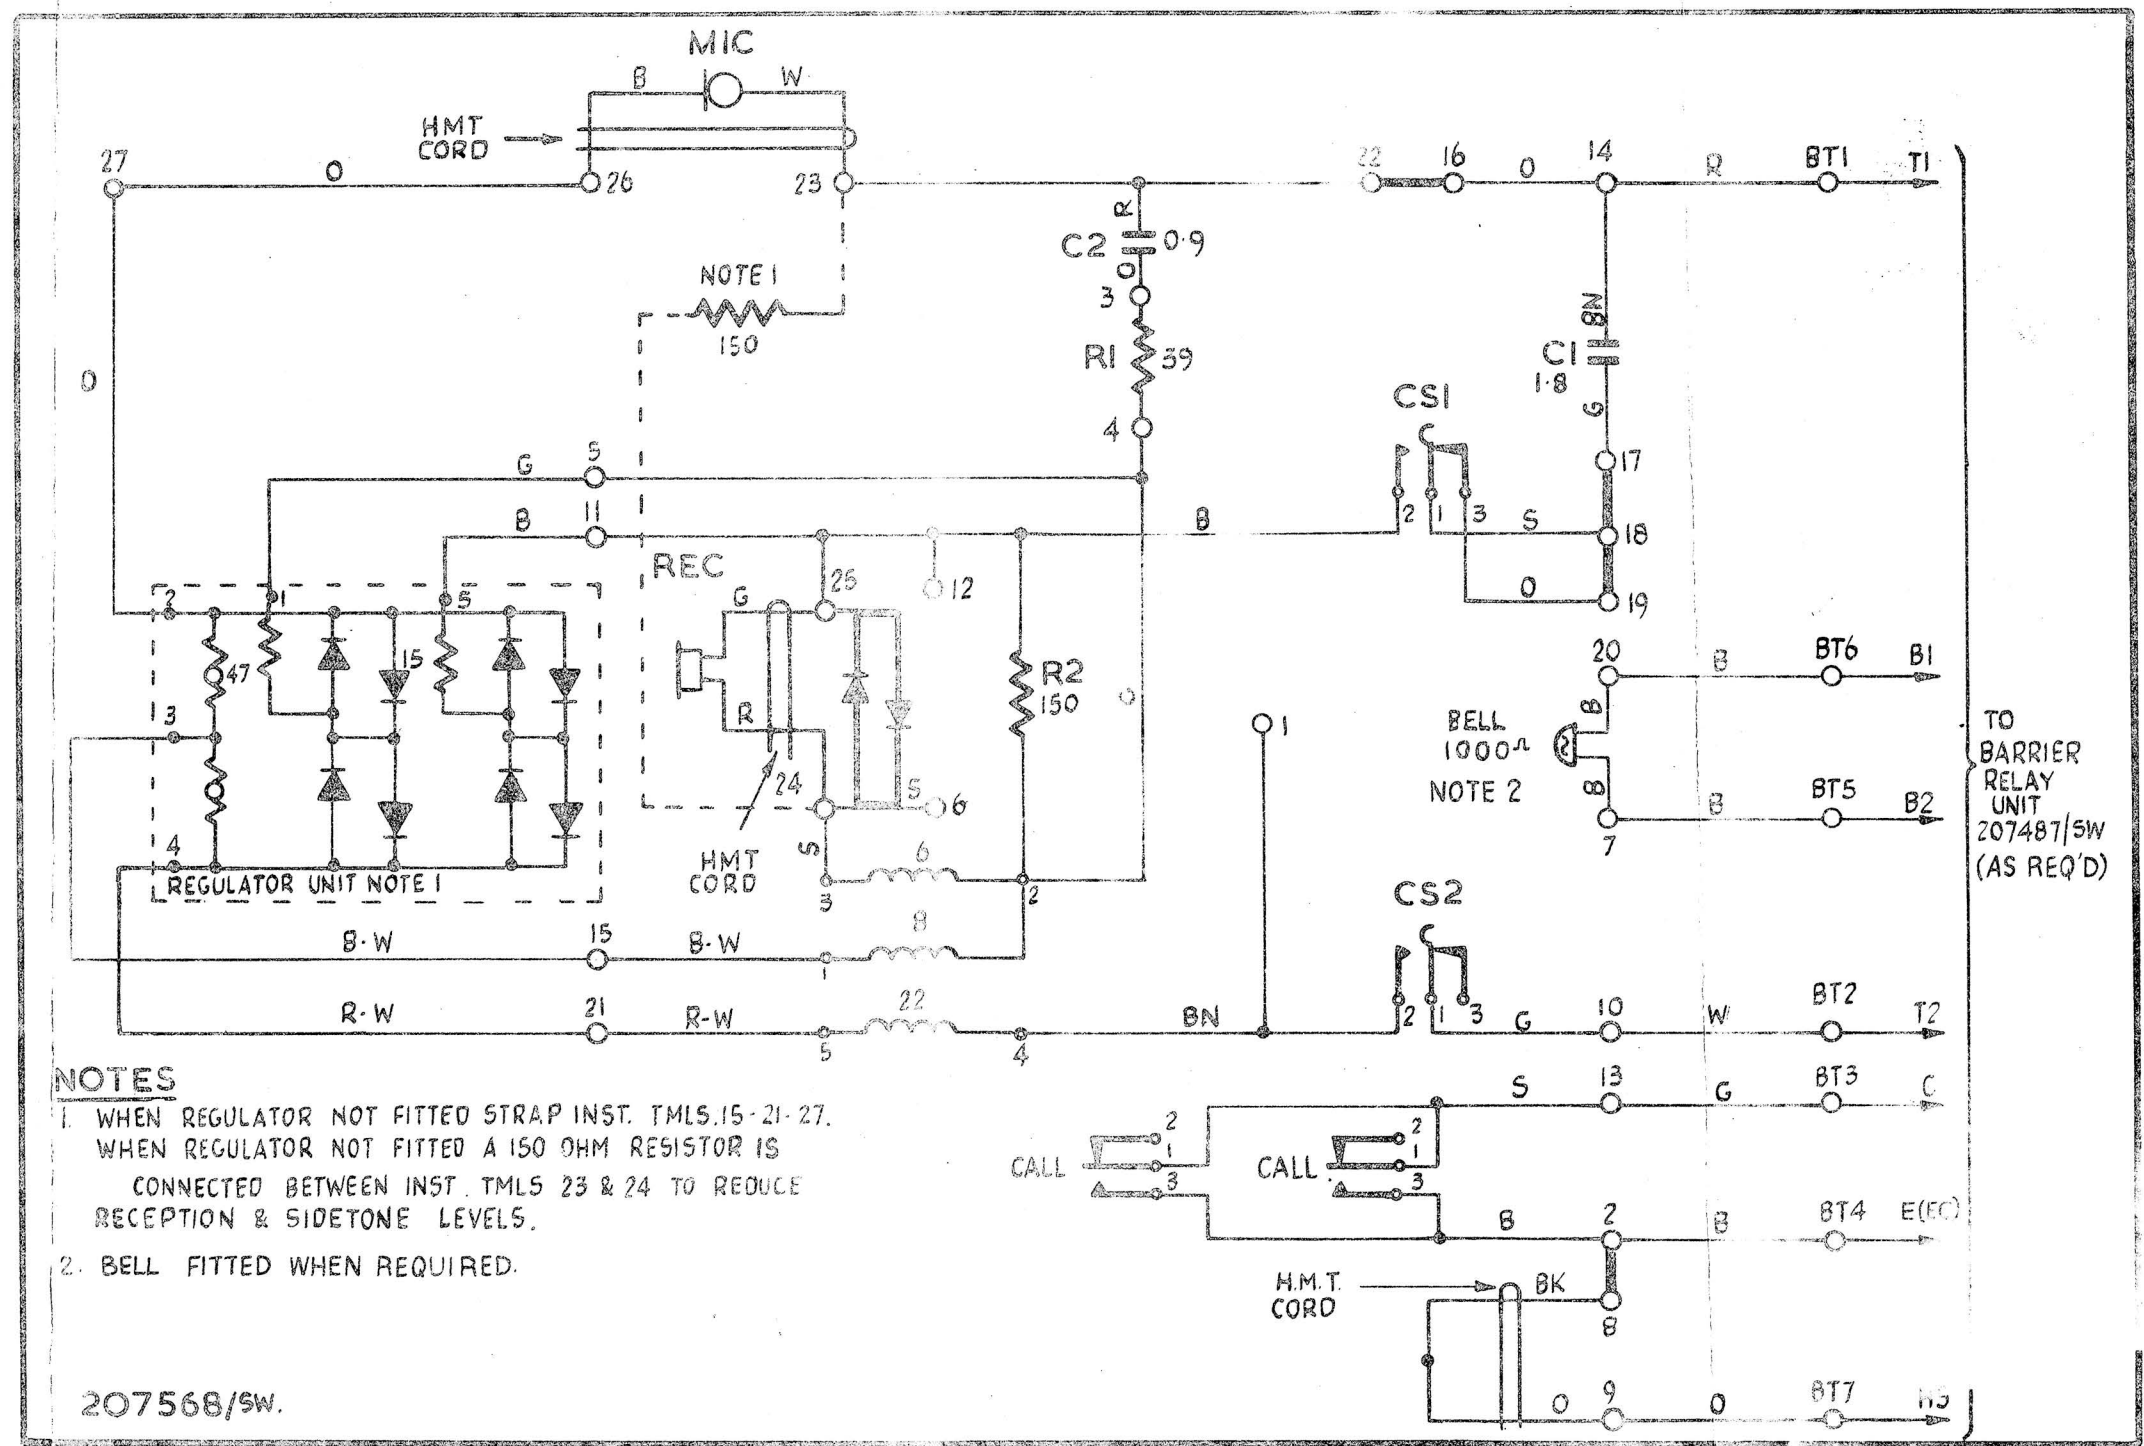 MIC
B
W
HMT
CORD
27
O
26
23
22
16
O
14
R
BT1
T1
R
C2
0.9
O
3
NOTE 1
150
R1
39
4
O
BN
C1
1.8
G
CS1
17
G
5
B
11
B
2
1
3
S
18
REC
25
12
O
19
2
1
5
G
47
15
R2
150
O
20
B
BT6
B1
3
R
1
BELL
1000Ω
NOTE 2
B
B
TO
BARRIER
RELAY
UNIT
207487/SW
(AS REQ'D)
24
5
6
B
BT5
B2
7
4
REGULATOR UNIT NOTE 1
HMT
CORD
S
6
3
2
CS2
B-W
15
B-W
8
1
R-W
21
R-W
22
5
4
BN
2
1
3
G
10
W
BT2
T2
NOTES
1. WHEN REGULATOR NOT FITTED STRAP INST. TMLS.15-21-27.
WHEN REGULATOR NOT FITTED A 150 OHM RESISTOR IS
CONNECTED BETWEEN INST. TMLS 23 & 24 TO REDUCE
RECEPTION & SIDETONE LEVELS.
2. BELL FITTED WHEN REQUIRED.
S
13
G
BT3
C
CALL
2
1
3
CALL
2
1
3
B
2
B
BT4
E(EC)
H.M.T.
CORD
BK
8
O
9
O
BT7
207568/SW.